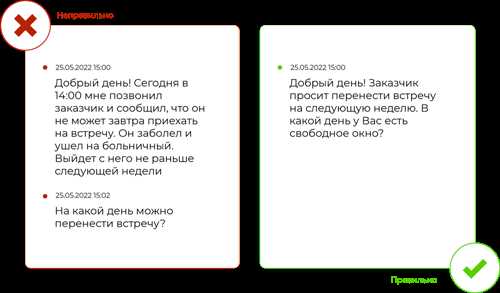 Неправильно
25.05.2022 15:00
Добрый день! Сегодня в
14:00 мне позвонил
заказчик и сообщил, что он
не может завтра приехать
на встречу. Он заболел и
ушел на больничный.
Выйдет с него не раньше
следующей недели
25.05.2022 15:02
На какой день можно
перенести встречу?
25.05.2022 15:00
Добрый день! Заказчик
просит перенести встречу
на следующую неделю. В
какой день у Вас есть
свободное окно?
Правильно